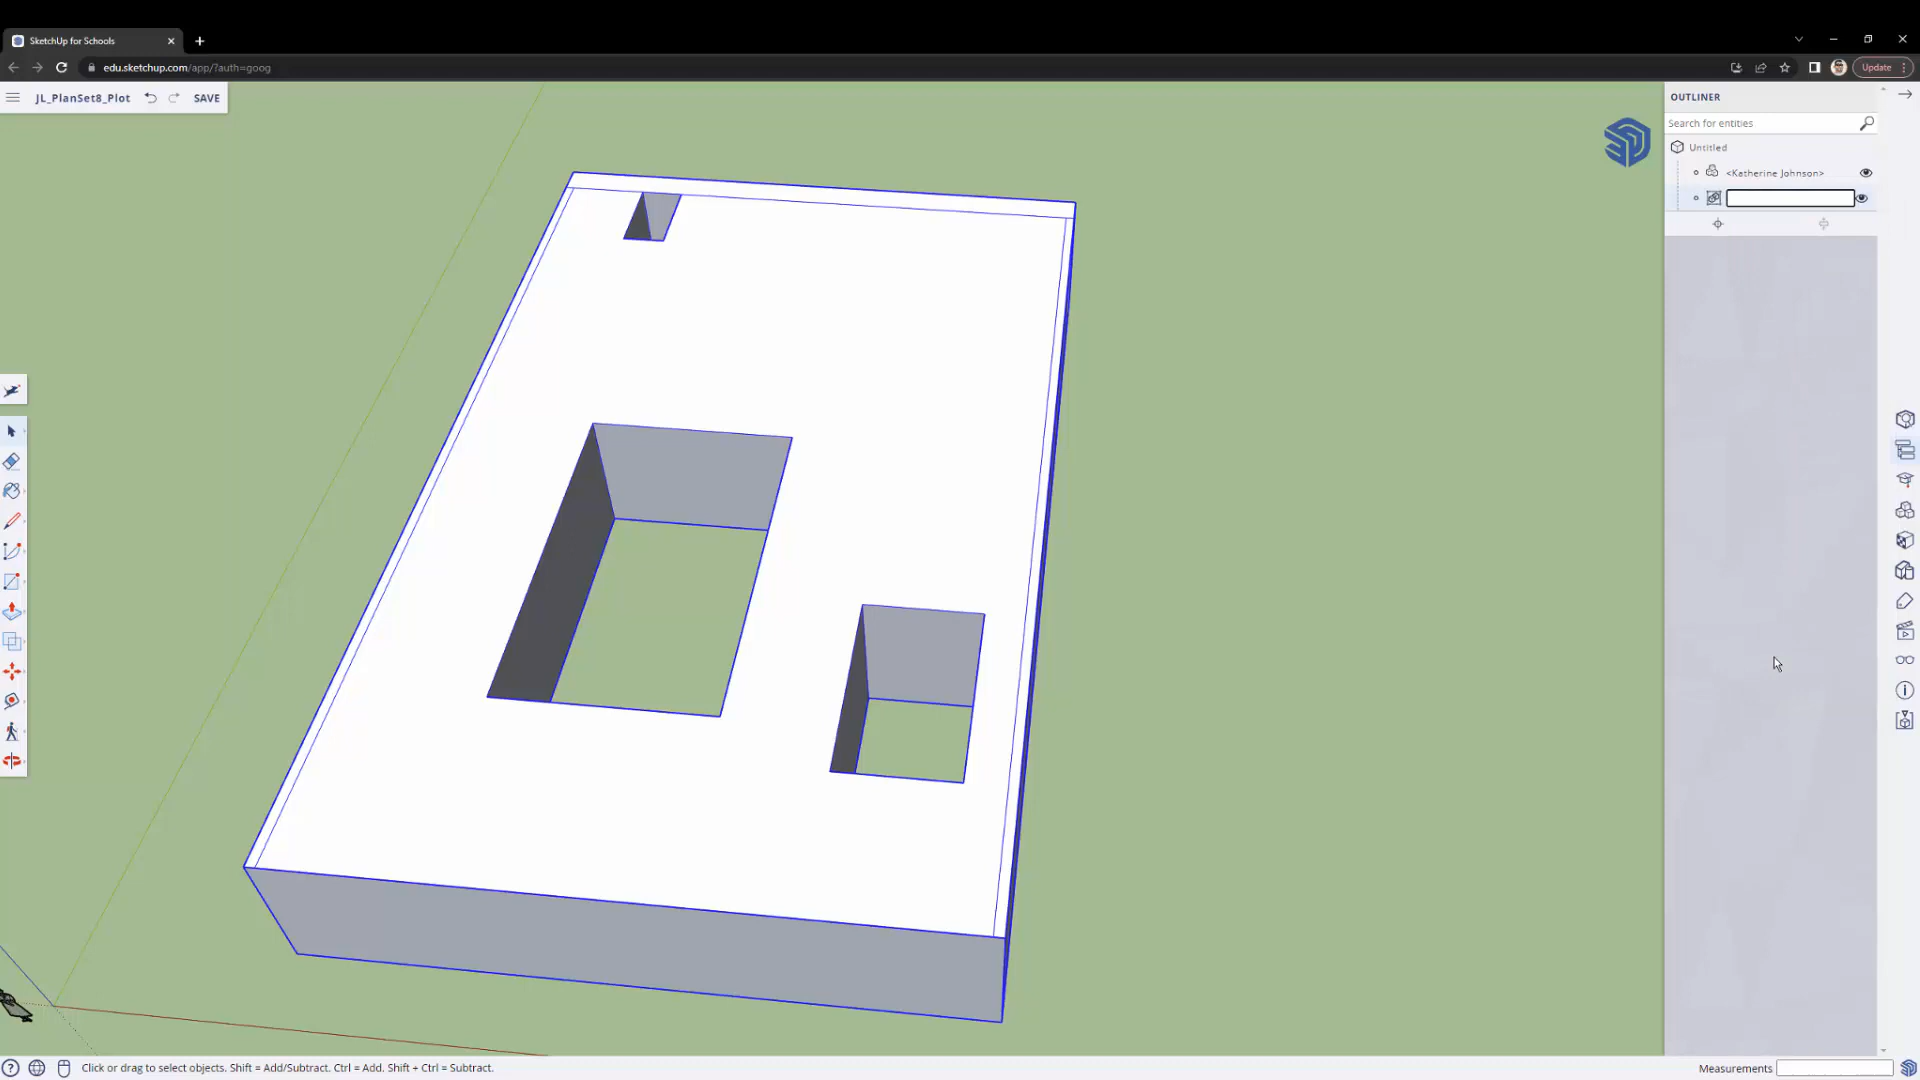 SketchUp for Schools
edu.sketchup.com/app/?auth=goog
Update
JL_PlanSet8_Plot
SAVE
OUTLINER
Search for entities
Untitled
<Katherine Johnson>
Click or drag to select objects. Shift = Add/Subtract. Ctrl = Add. Shift + Ctrl = Subtract.
Measurements